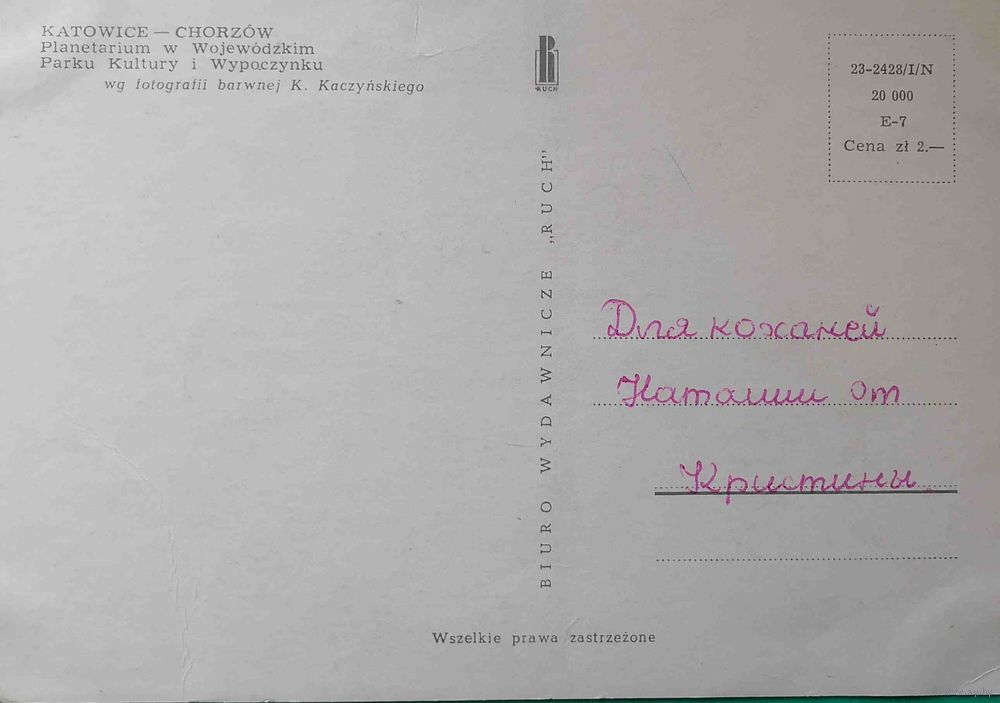 KATOWICE — CHORZÓW
Planetarium w Wojewódzkim
Parku Kultury i Wypoczynku
wg fotografii barwnej K. Kaczyńskiego
RUCH
23-2428/I/N
20 000
E-7
Cena zł 2.—
BIURO WYDAWNICZE „RUCH”
Для коханей
Наташи от
Кристины
Wszelkie prawa zastrzeżone